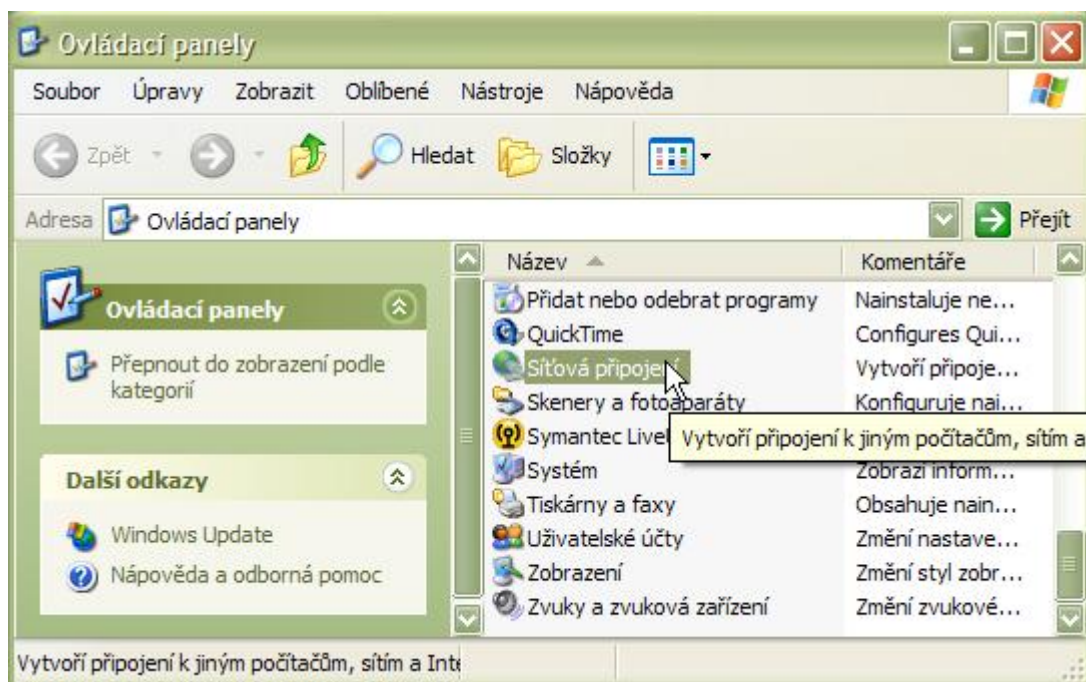 Ovládací panely
Soubor Úpravy Zobrazit Oblíbené Nástroje Nápověda
Zpět Hledat Složky
Adresa Ovládací panely Přejít
Ovládací panely
Přepnout do zobrazení podle
kategorií
Další odkazy
Windows Update
Nápověda a odborná pomoc
Název Komentáře
Přidat nebo odebrat programy Nainstaluje ne...
QuickTime Configures Qui...
Síťová připojení Vytvoří připoje...
Skenery a fotoaparáty Konfiguruje nai...
Symantec Live
Vytvoří připojení k jiným počítačům, sítím a
Systém Zobrazí inform...
Tiskárny a faxy Obsahuje nain...
Uživatelské účty Změní nastave...
Zobrazení Změní styl zobr...
Zvuky a zvuková zařízení Změní zvukové...
Vytvoří připojení k jiným počítačům, sítím a Inte